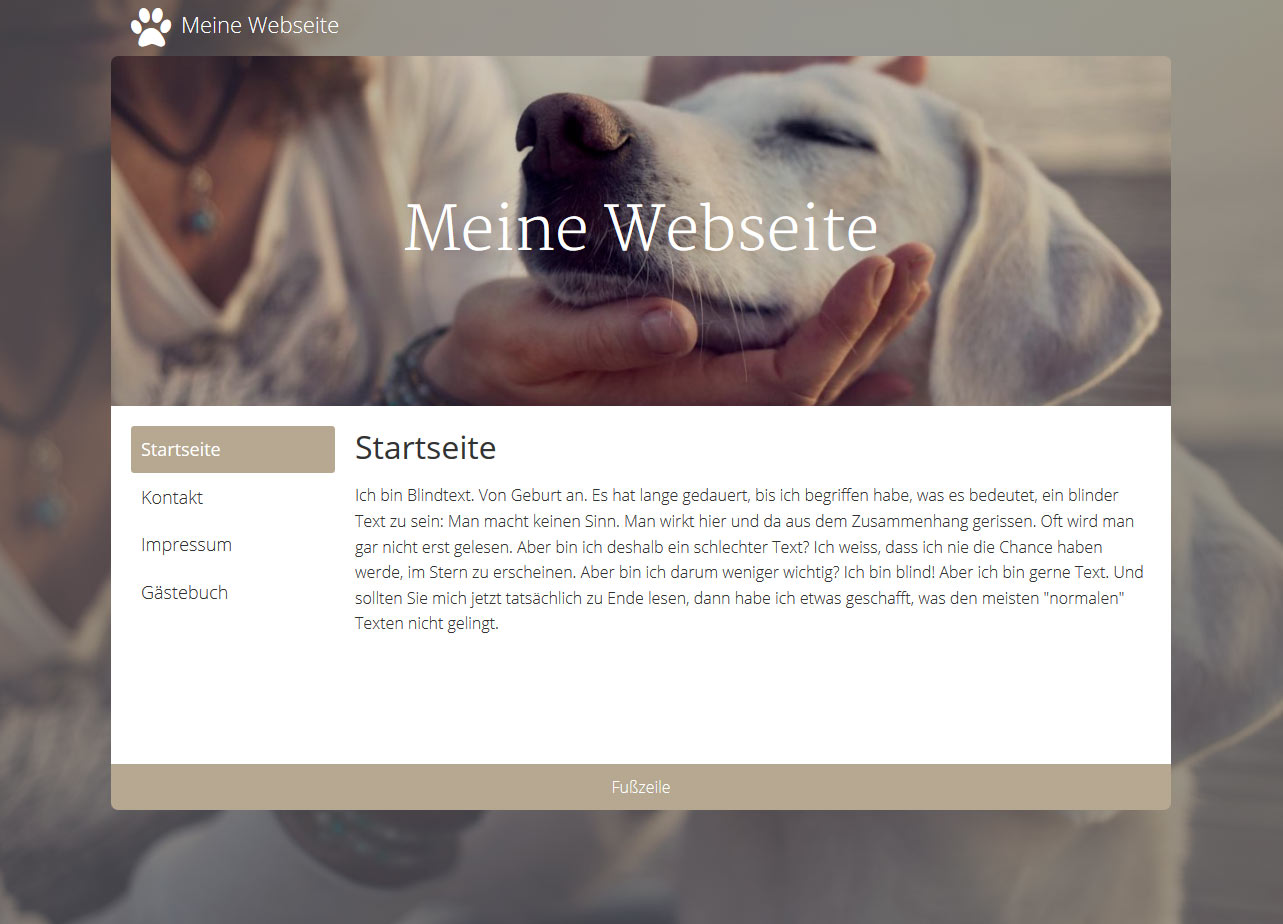 Meine Webseite
Meine Webseite
Startseite
Kontakt
Impressum
Gästebuch
Startseite
Ich bin Blindtext. Von Geburt an. Es hat lange gedauert, bis ich begriffen habe, was es bedeutet, ein blinder
Text zu sein: Man macht keinen Sinn. Man wirkt hier und da aus dem Zusammenhang gerissen. Oft wird man
gar nicht erst gelesen. Aber bin ich deshalb ein schlechter Text? Ich weiss, dass ich nie die Chance haben
werde, im Stern zu erscheinen. Aber bin ich darum weniger wichtig? Ich bin blind! Aber ich bin gerne Text. Und
sollten Sie mich jetzt tatsächlich zu Ende lesen, dann habe ich etwas geschafft, was den meisten "normalen"
Texten nicht gelingt.
Fußzeile